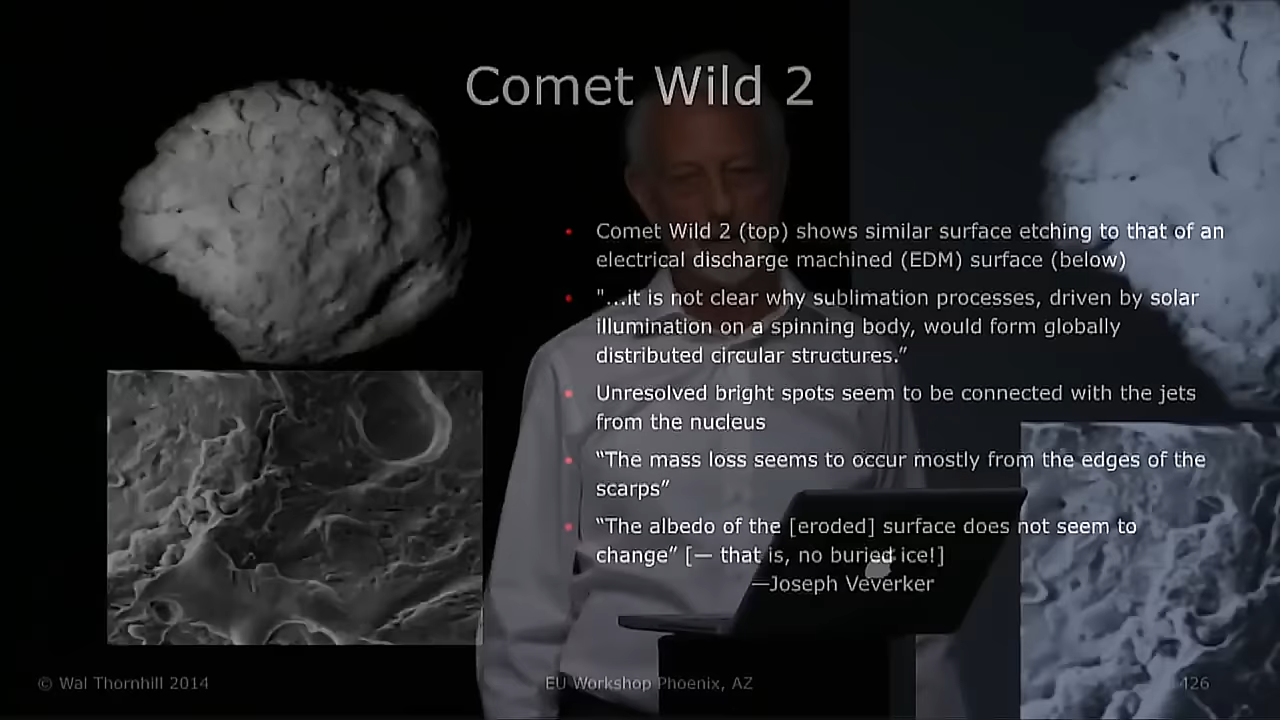 Comet Wild 2
• Comet Wild 2 (top) shows similar surface etching to that of an
electrical discharge machined (EDM) surface (below)
• "...it is not clear why sublimation processes, driven by solar
illumination on a spinning body, would form globally
distributed circular structures.”
• Unresolved bright spots seem to be connected with the jets
from the nucleus
• “The mass loss seems to occur mostly from the edges of the
scarps”
• “The albedo of the [eroded] surface does not seem to
change” [— that is, no buried ice!]
—Joseph Veverker
© Wal Thornhill 2014
EU Workshop Phoenix, AZ
126